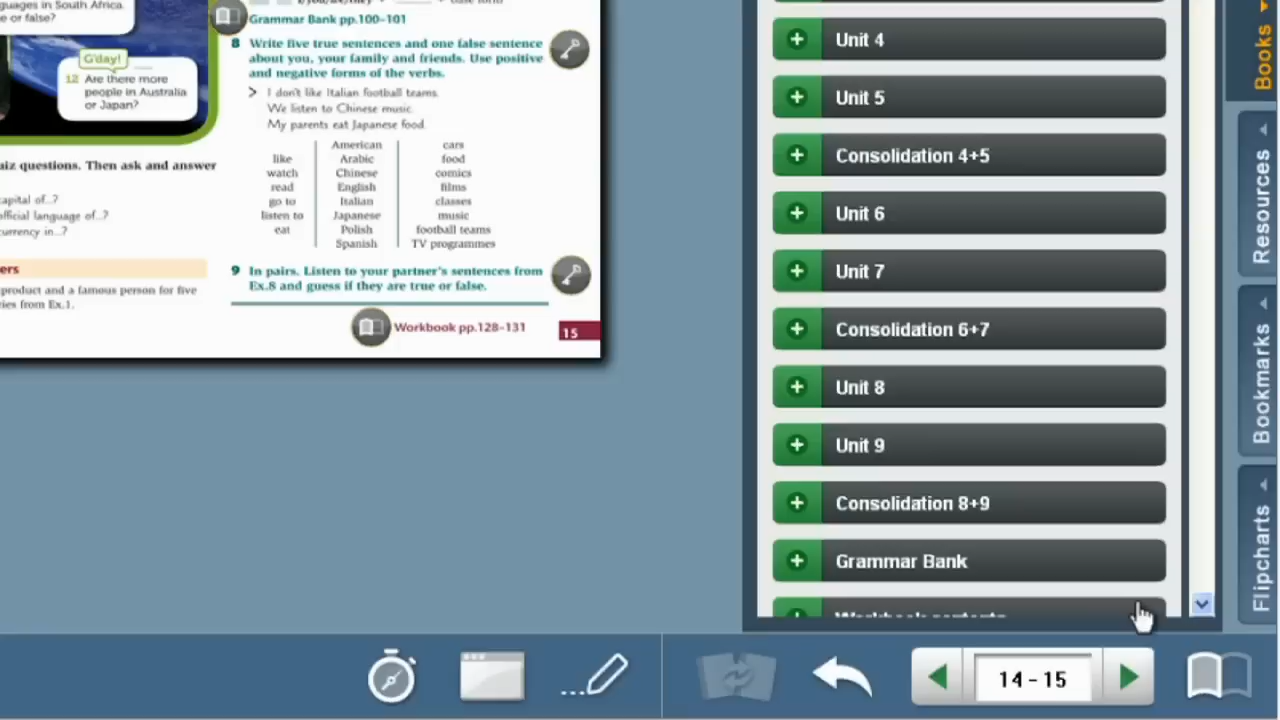 guages in South Africa.
e or false?
G'day!
12 Are there more
people in Australia
or Japan?
uiz questions. Then ask and answer
capital of...?
official language of...?
currency in...?
ers
product and a famous person for five
ries from Ex.1.
Grammar Bank pp.100–101
8 Write five true sentences and one false sentence
about you, your family and friends. Use positive
and negative forms of the verbs.
> I don't like Italian football teams.
We listen to Chinese music.
My parents eat Japanese food.
American cars
like Arabic food
watch Chinese comics
read English films
go to Italian classes
listen to Japanese music
eat Polish football teams
Spanish TV programmes
9 In pairs. Listen to your partner's sentences from
Ex.8 and guess if they are true or false.
Workbook pp.128–131
15
Unit 4
Unit 5
Consolidation 4+5
Unit 6
Unit 7
Consolidation 6+7
Unit 8
Unit 9
Consolidation 8+9
Grammar Bank
Workbook contents
Books
Resources
Bookmarks
Flipcharts
14 - 15